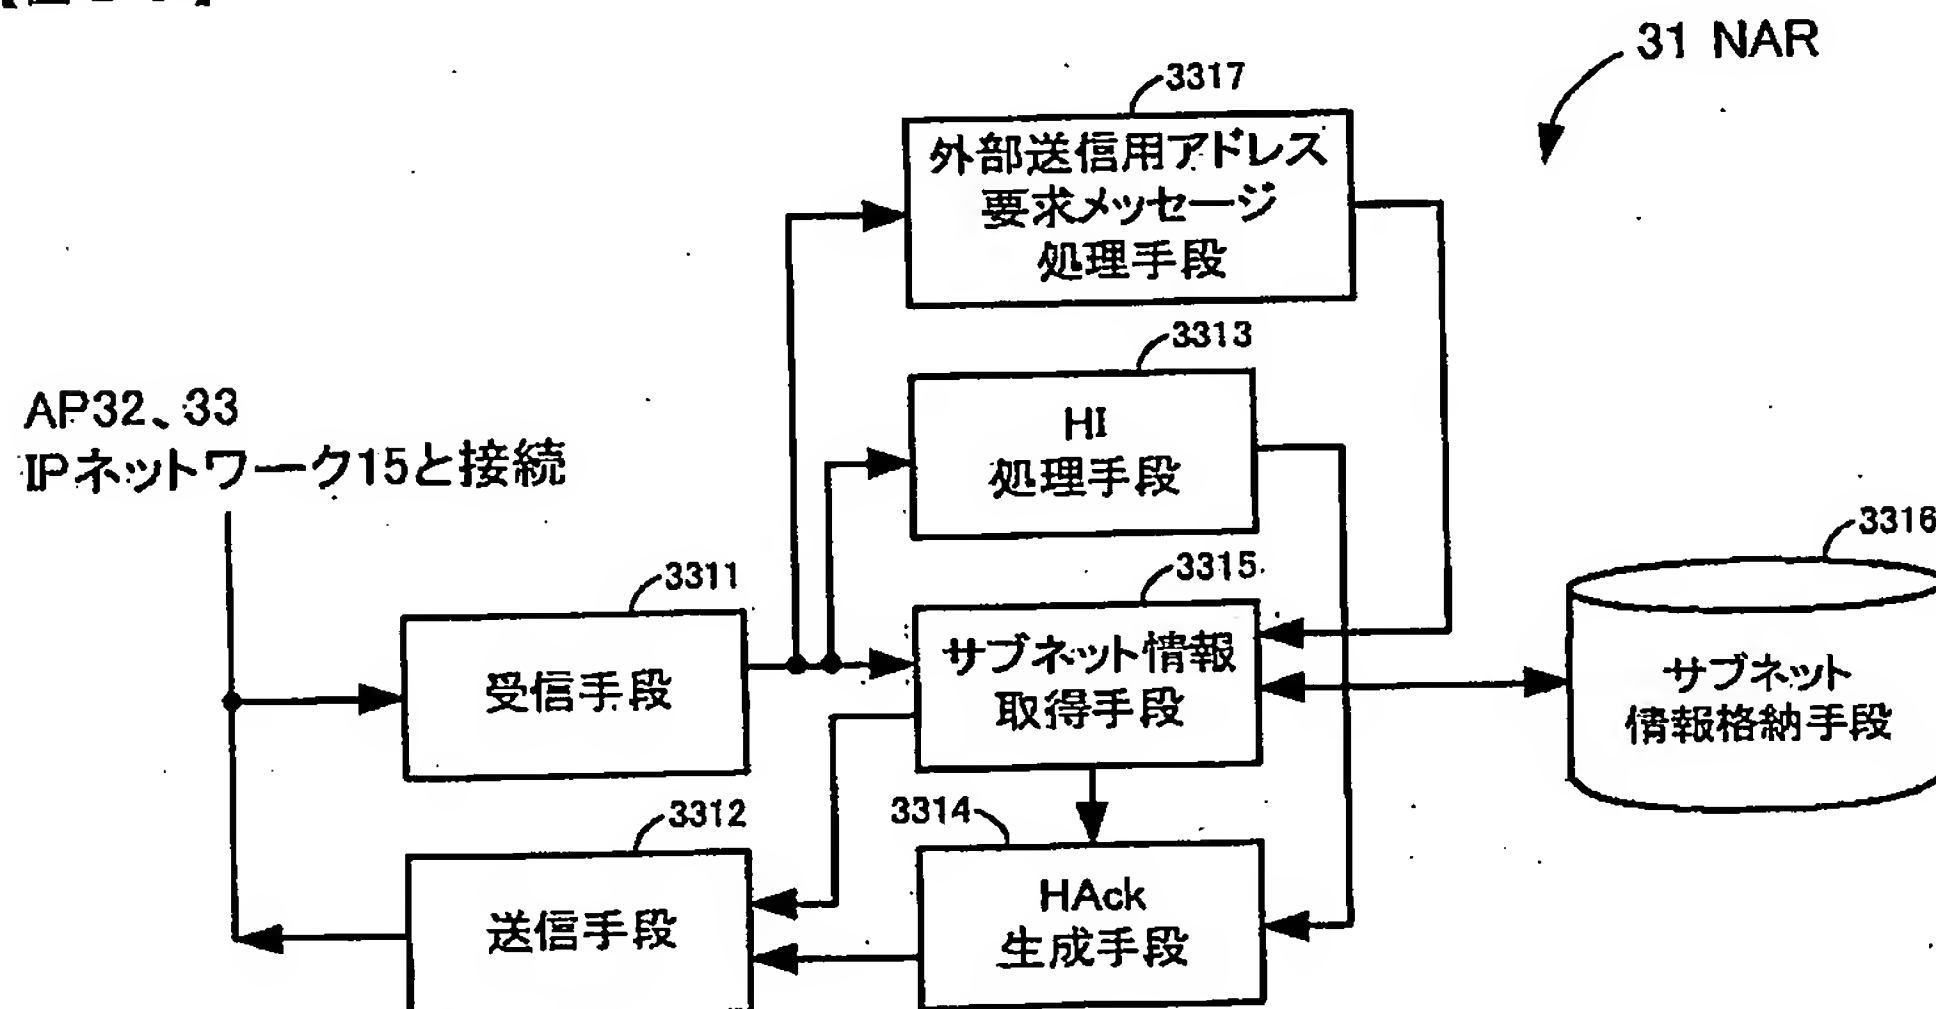 31 NAR
3317
外部送信用アドレス
要求メッセージ
処理手段
3313
HI
処理手段
AP32、33
IPネットワーク15と接続
3316
3311
受信手段
3315
サブネット情報
取得手段
サブネット
情報格納手段
3312
送信手段
3314
HAck
生成手段